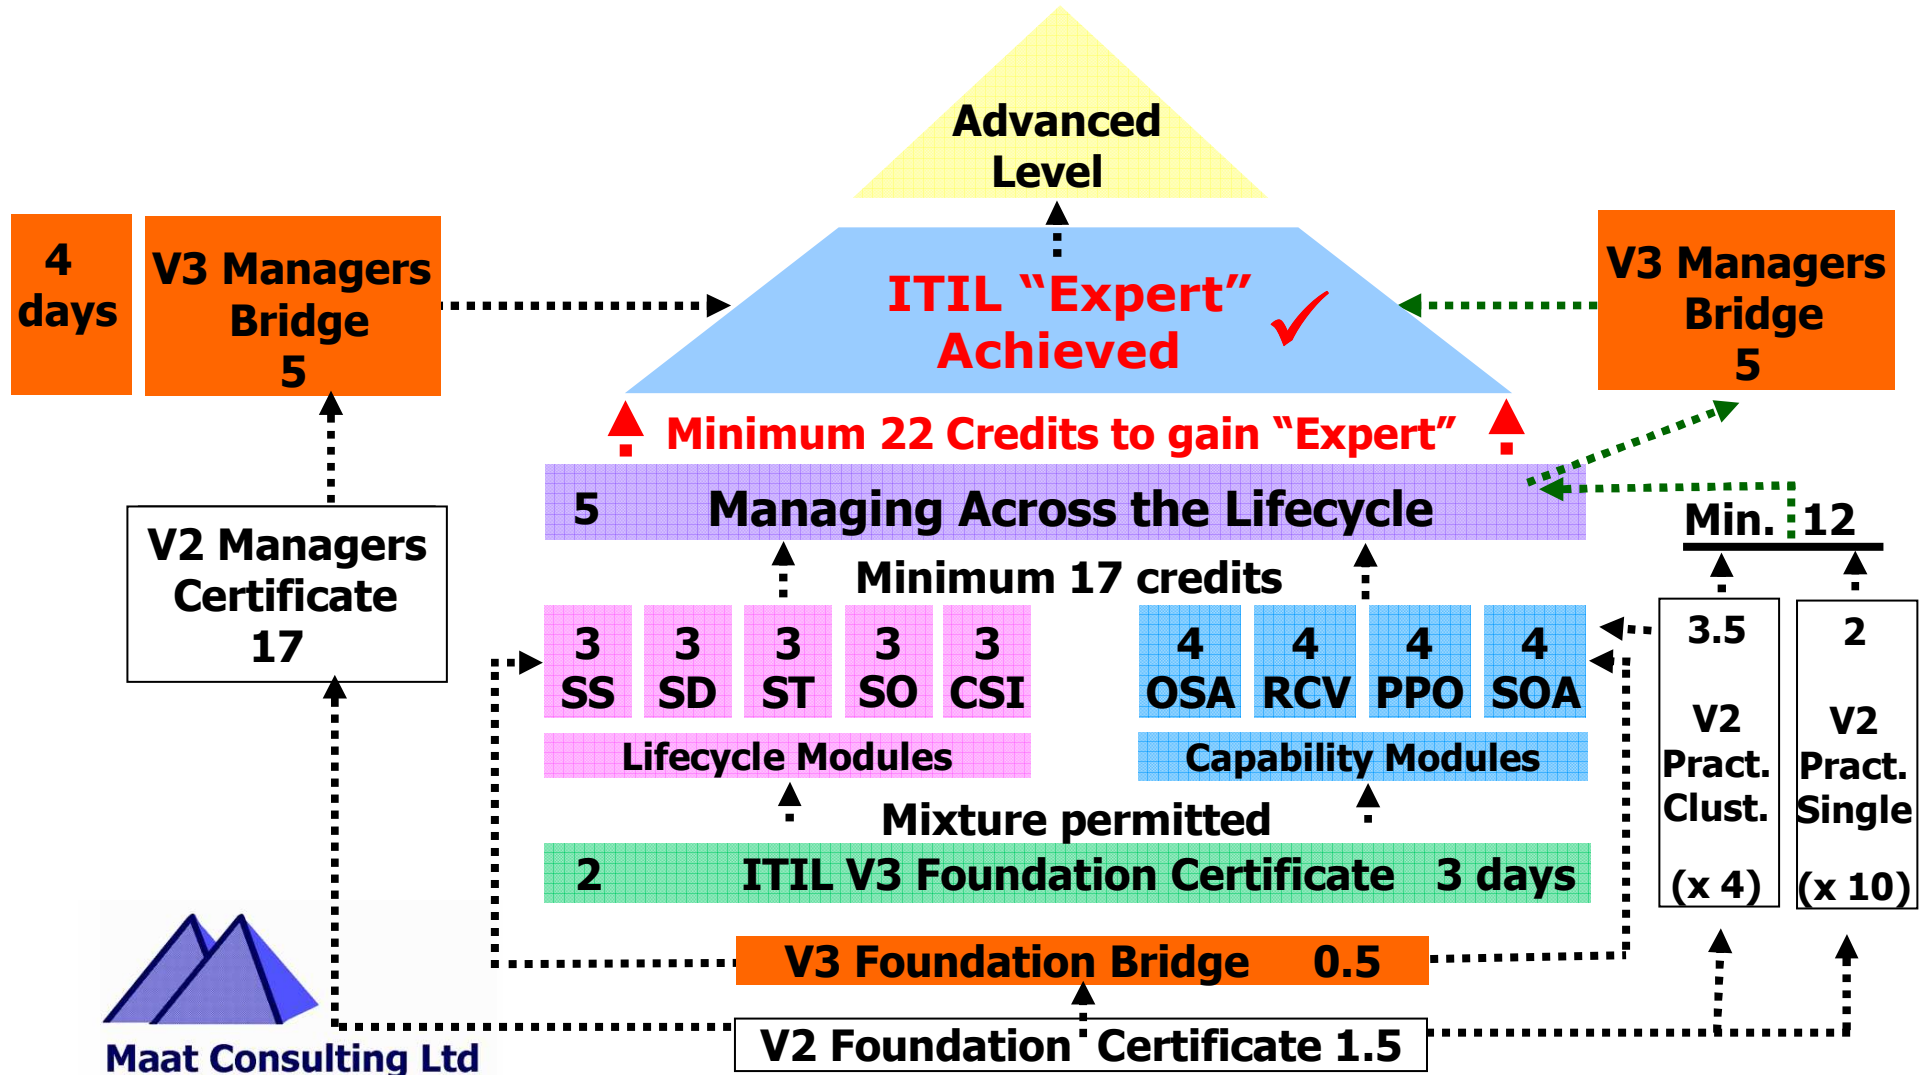 Advanced
Level
4
days
V3 Managers
Bridge
5
ITIL “Expert”
Achieved
V3 Managers
Bridge
5
Minimum 22 Credits to gain “Expert”
5 Managing Across the Lifecycle
Min. 12
V2 Managers
Certificate
17
Minimum 17 credits
3
SS
3
SD
3
ST
3
SO
3
CSI
4
OSA
4
RCV
4
PPO
4
SOA
3.5
V2
Pract.
Clust.
(x 4)
2
V2
Pract.
Single
(x 10)
Lifecycle Modules
Capability Modules
Mixture permitted
2 ITIL V3 Foundation Certificate 3 days
V3 Foundation Bridge 0.5
V2 Foundation Certificate 1.5
Maat Consulting Ltd